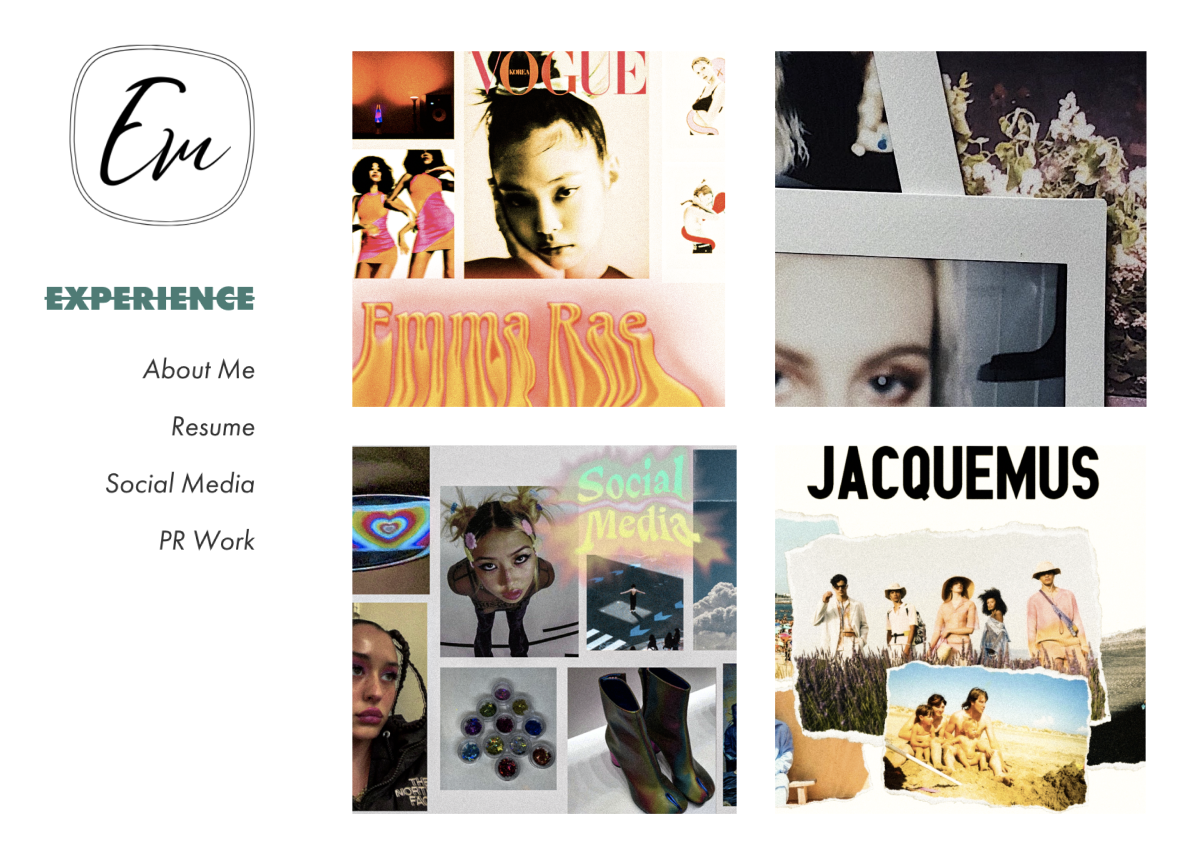 Em
EXPERIENCE
About Me
Resume
Social Media
PR Work
VOGUE
KOREA
Emma Rae
Social
Media
THE
NORTH
FACE
JACQUEMUS